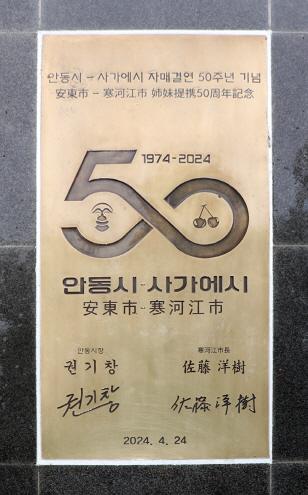 안동시 - 사가에시 자매결연 50주년 기념
安東市 - 寒河江市 姉妹提携50周年記念
50
1974-2024
안동시-사가에시
安東市-寒河江市
안동시장
권기창
권기창
寒河江市長
佐藤 洋樹
佐藤洋樹
2024. 4. 24